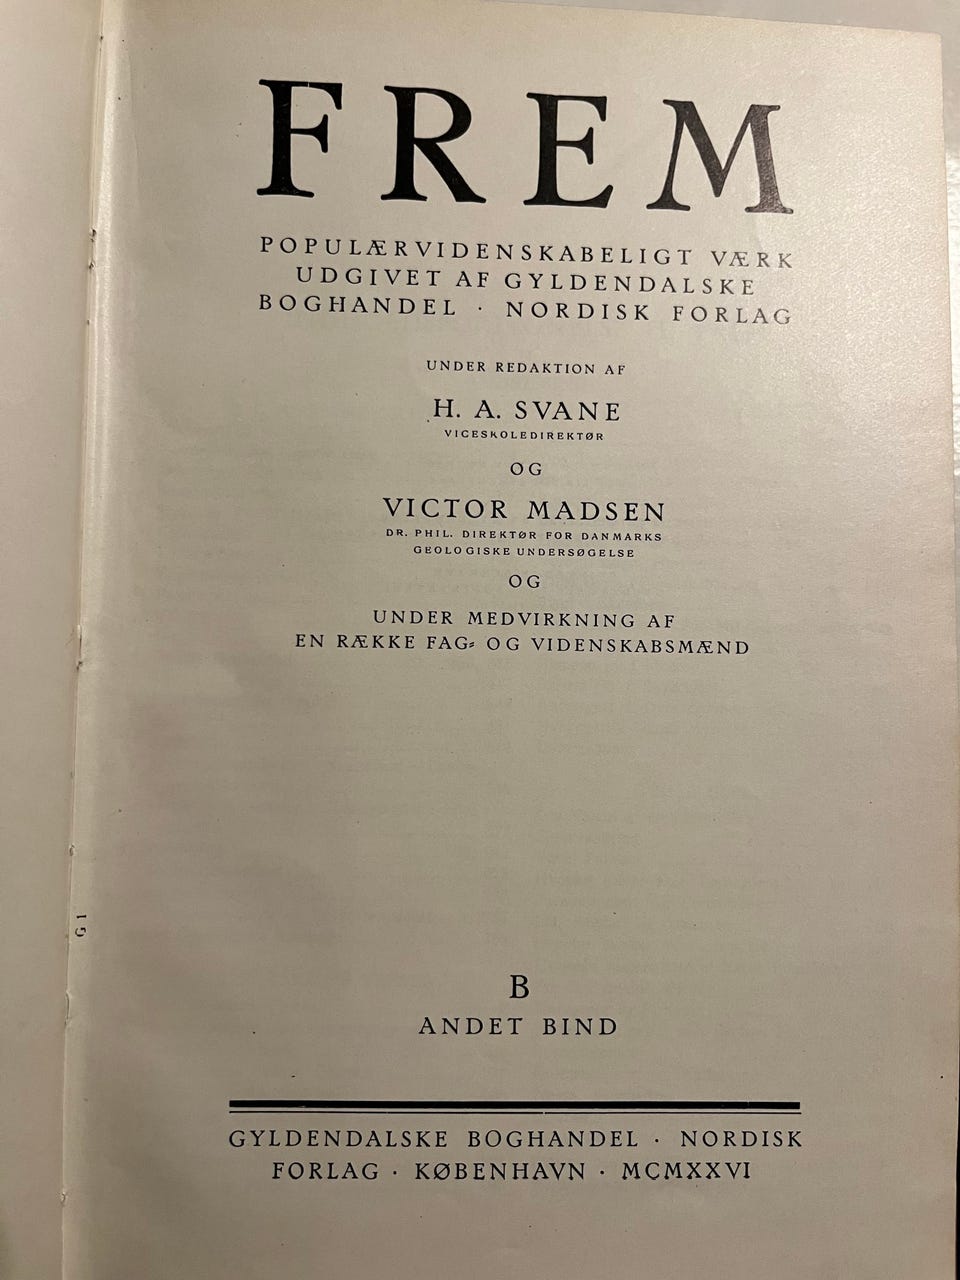 FREM
POPULÆRVIDENSKABELIGT VÆRK
UDGIVET AF GYLDENDALSKE
BOGHANDEL · NORDISK FORLAG
UNDER REDAKTION AF
H. A. SVANE
VICESKOLEDIREKTØR
OG
VICTOR MADSEN
DR. PHIL. DIREKTØR FOR DANMARKS
GEOLOGISKE UNDERSØGELSE
OG
UNDER MEDVIRKNING AF
EN RÆKKE FAG- OG VIDENSKABSMÆND
G 1
B
ANDET BIND
GYLDENDALSKE BOGHANDEL · NORDISK
FORLAG · KØBENHAVN · MCMXXVI